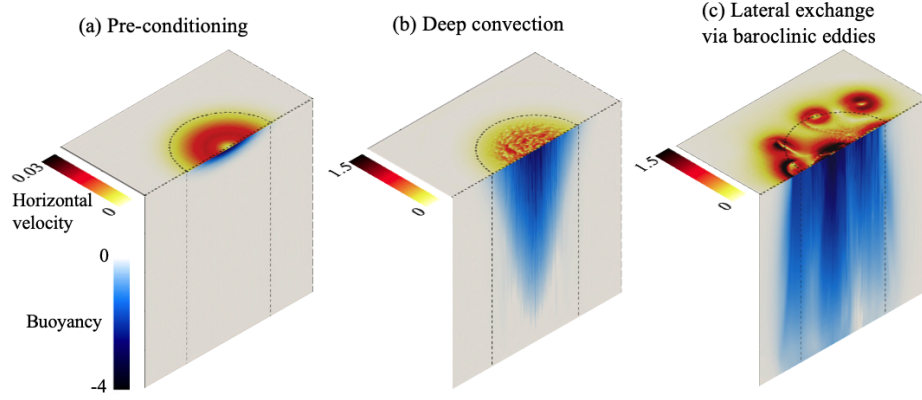 (a) Pre-conditioning
(b) Deep convection
(c) Lateral exchange
via baroclinic eddies
0.03
0
Horizontal
velocity
0
Buoyancy
-4
1.5
0
1.5
0